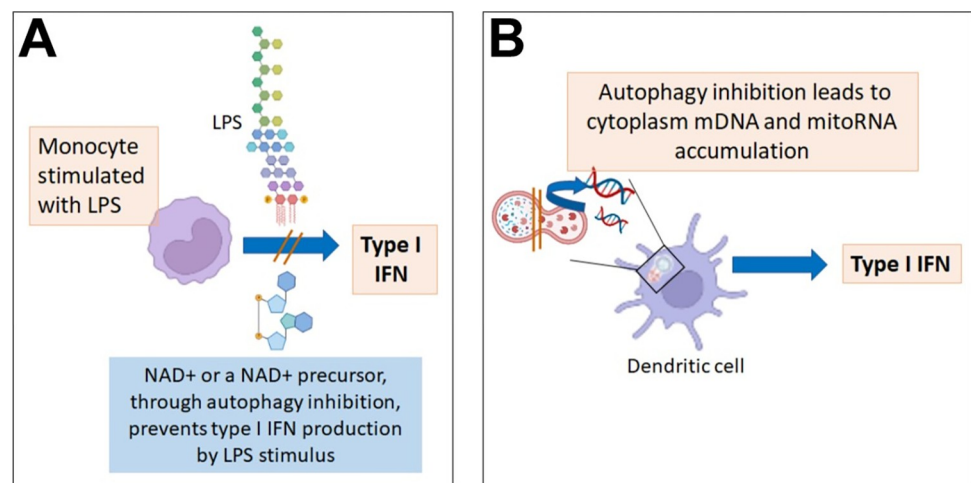 A
LPS
Monocyte
stimulated
with LPS
Type I
IFN
NAD+ or a NAD+ precursor,
through autophagy inhibition,
prevents type I IFN production
by LPS stimulus
B
Autophagy inhibition leads to
cytoplasm mDNA and mitoRNA
accumulation
Type I IFN
Dendritic cell